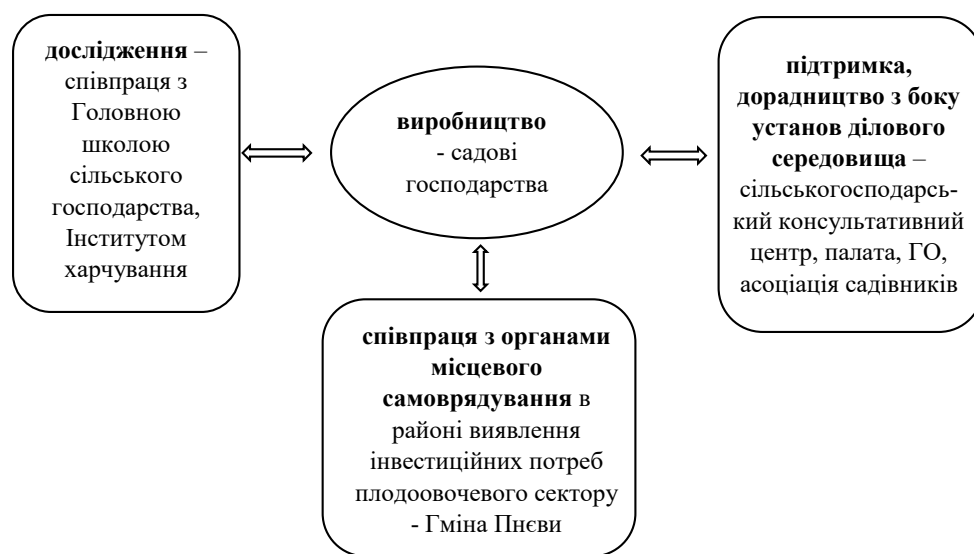 дослідження –
співпраця з
Головною
школою
сільського
господарства,
Інститутом
харчування
виробництво
- садові
господарства
підтримка,
дорадництво з боку
установ ділового
середовища –
сільськогосподарсь-
кий консультативний
центр, палата, ГО,
асоціація садівників
співпраця з органами
місцевого
самоврядування в
районі виявлення
інвестиційних потреб
плодоовочевого сектору
- Гміна Пнєви